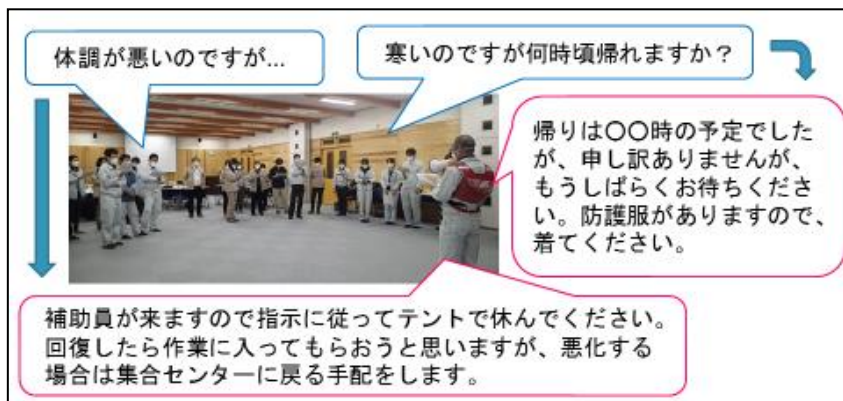 体調が悪いのですが...
寒いのですが何時頃帰れますか？
帰りは〇〇時の予定でした
が、申し訳ありませんが、
もうしばらくお待ちくださ
い。防護服がありますので、
着てください。
補助員が来ますので指示に従ってテントで休んでください。
回復したら作業に入ってもらおうと思いますが、悪化する
場合は集合センターに戻る手配をします。